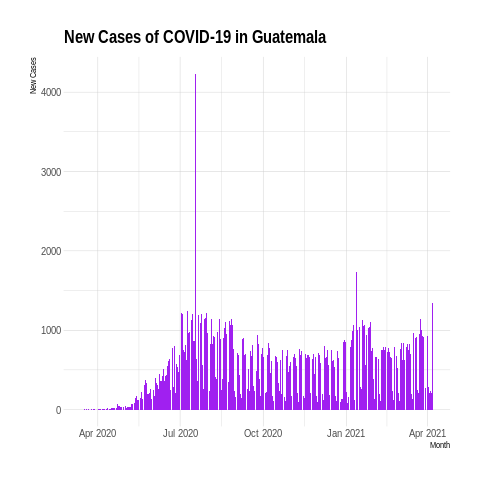 New Cases of COVID-19 in Guatemala
New Cases
4000
3000
2000
1000
0
Apr 2020 Jul 2020 Oct 2020 Jan 2021 Apr 2021
Month